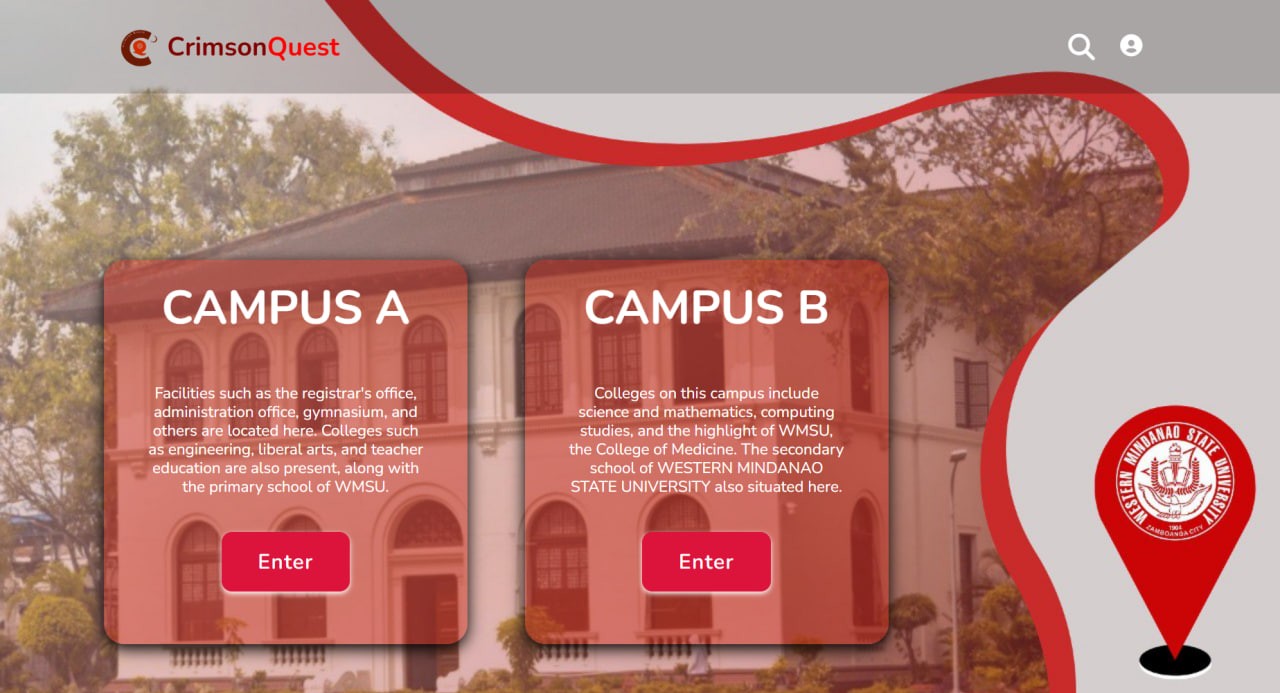 CrimsonQuest
CAMPUS A
Facilities such as the registrar's office,
administration office, gymnasium, and
others are located here. Colleges such
as engineering, liberal arts, and teacher
education are also present, along with
the primary school of WMSU.
Enter
CAMPUS B
Colleges on this campus include
science and mathematics, computing
studies, and the highlight of WMSU,
the College of Medicine. The secondary
school of WESTERN MINDANAO
STATE UNIVERSITY also situated here.
Enter
WESTERN MINDANAO STATE UNIVERSITY
1904
ZAMBOANGA CITY